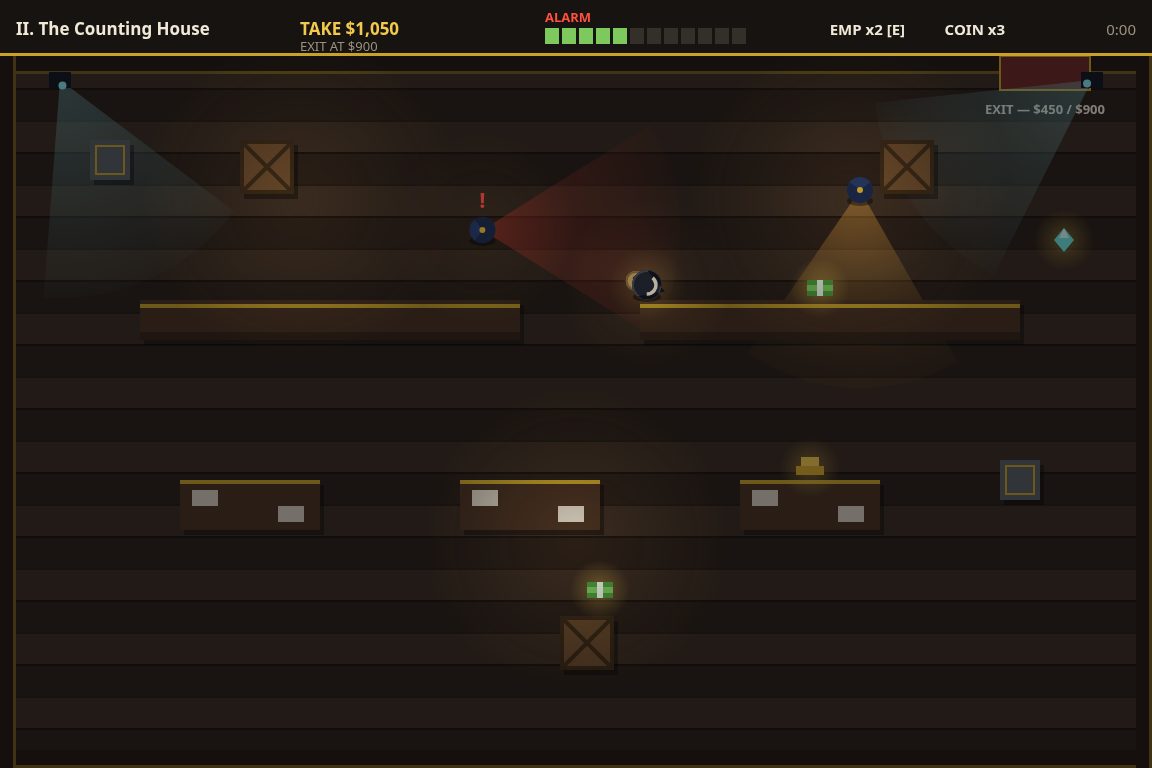 II. The Counting House
TAKE $1,050
EXIT AT $900
ALARM
EMP x2 [E]
COIN x3
0:00
EXIT — $450 / $900
!